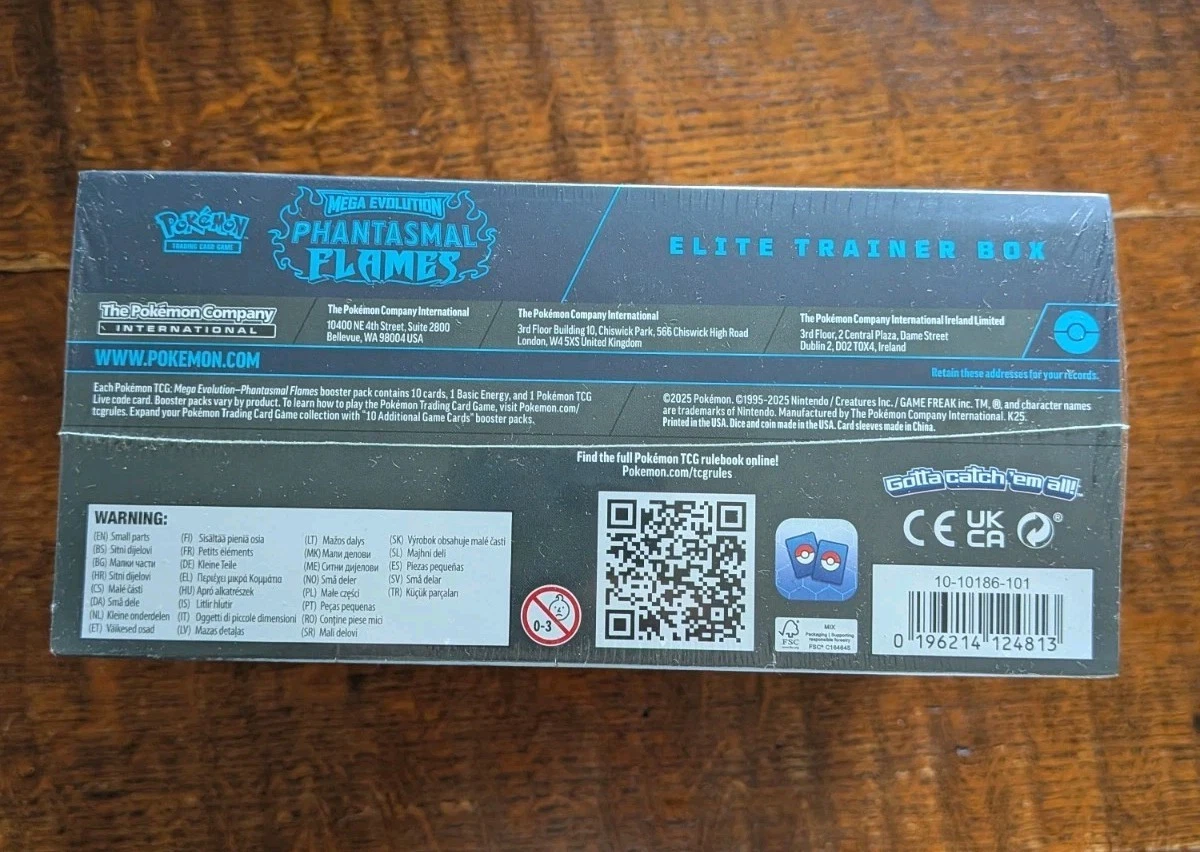 POKéMON
TRADING CARD GAME
MEGA EVOLUTION
PHANTASMAL
FLAMES
ELITE TRAINER BOX
The Pokémon Company
INTERNATIONAL
The Pokémon Company International
10400 NE 4th Street, Suite 2800
Bellevue, WA 98004 USA
The Pokémon Company International
3rd Floor Building 10, Chiswick Park, 566 Chiswick High Road
London, W4 5XS United Kingdom
The Pokémon Company International Ireland Limited
3rd Floor, 2 Central Plaza, Dame Street
Dublin 2, D02 T0X4, Ireland
WWW.POKEMON.COM
Retain these addresses for your records.
Each Pokémon TCG: Mega Evolution—Phantasmal Flames booster pack contains 10 cards, 1 Basic Energy, and 1 Pokémon TCG
Live code card. Booster packs vary by product. To learn how to play the Pokémon Trading Card Game, visit Pokemon.com/
tcgrules. Expand your Pokémon Trading Card Game collection with "10 Additional Game Cards" booster packs.
©2025 Pokémon. ©1995-2025 Nintendo / Creatures Inc. / GAME FREAK inc. TM, ®, and character names
are trademarks of Nintendo. Manufactured by The Pokémon Company International. K25.
Printed in the USA. Dice and coin made in the USA. Card sleeves made in China.
Find the full Pokémon TCG rulebook online!
Pokemon.com/tcgrules
Gotta catch 'em all!
CE UK
CA
WARNING:
(EN) Small parts
(BS) Sitni dijelovi
(BG) Малки части
(HR) Sitni dijelovi
(CS) Malé části
(DA) Små dele
(NL) Kleine onderdelen
(ET) Väikesed osad
(FI) Sisältää pieniä osia
(FR) Petits éléments
(DE) Kleine Teile
(EL) Περιέχει μικρά Κομμάτια
(HU) Apró alkatrészek
(IS) Litlir hlutir
(IT) Oggetti di piccole dimensioni
(LV) Mazas detaļas
(LT) Mažos dalys
(MK) Мали делови
(ME) Ситни дијелови
(NO) Små deler
(PL) Małe części
(PT) Peças pequenas
(RO) Conţine piese mici
(SR) Mali delovi
(SK) Výrobok obsahuje malé časti
(SL) Majhni deli
(ES) Piezas pequeñas
(SV) Små delar
(TR) Küçük parçaları
0-3
FSC
MIX
Packaging | Supporting
responsible forestry
FSC® C164645
10-10186-101
0 196214 124813